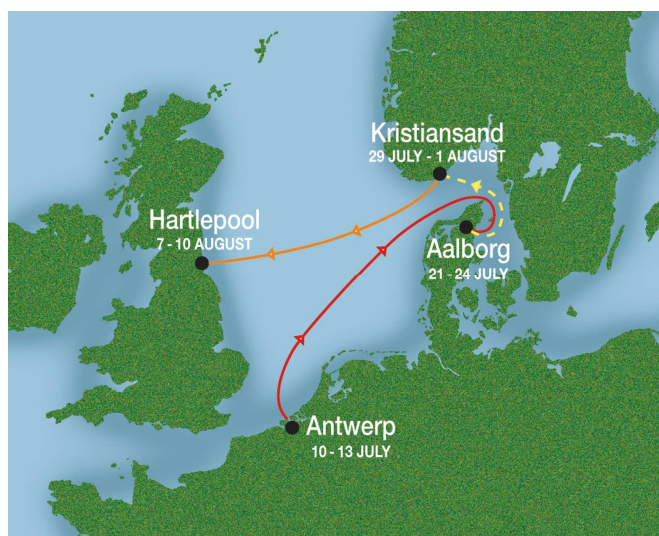 Kristiansand
29 JULY - 1 AUGUST
Hartlepool
7 - 10 AUGUST
Aalborg
21 - 24 JULY
Antwerp
10 - 13 JULY